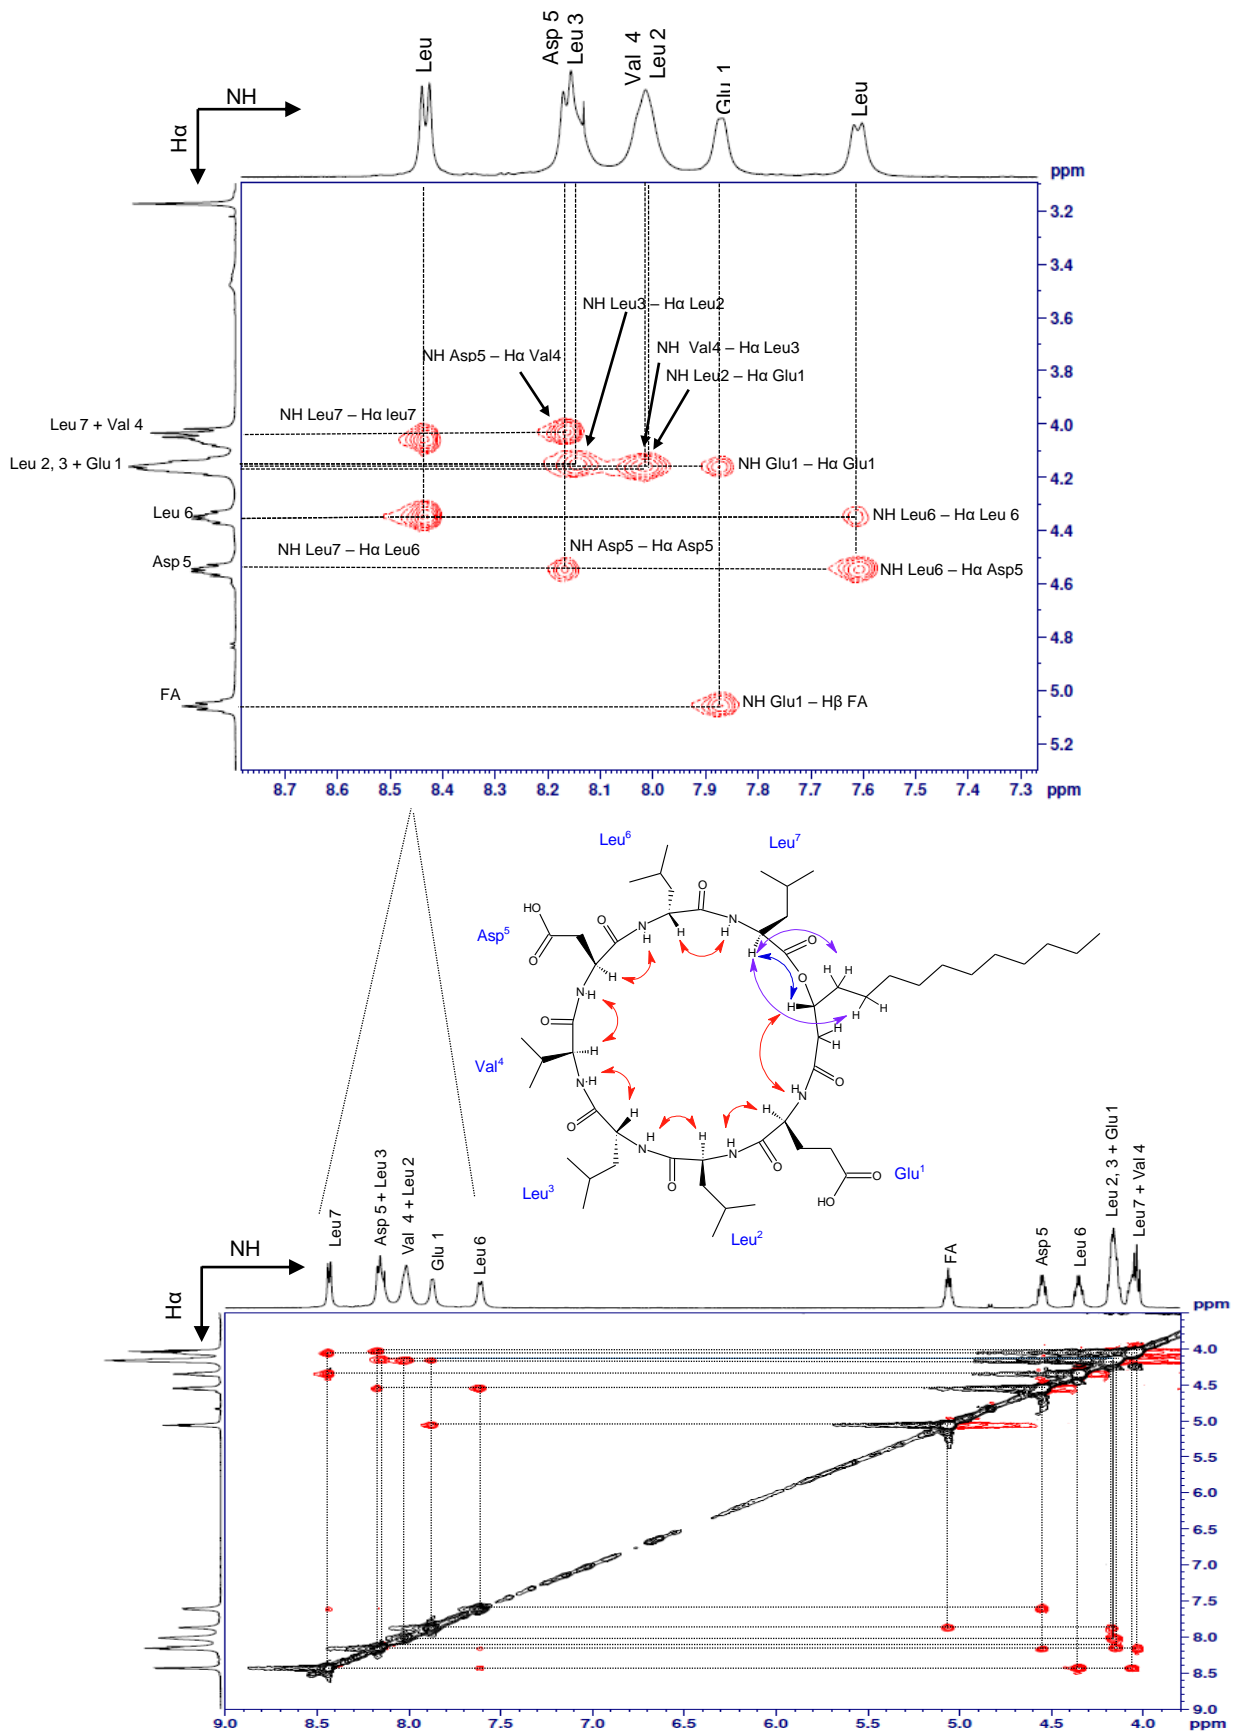 Leu
Asp 5
Leu 3
Val 4
Leu 2
Glu 1
Leu
NH
Hα
ppm
3.2
3.4
3.6
3.8
4.0
4.2
4.4
4.6
4.8
5.0
5.2
NH Leu3 – Hα Leu2
NH Val4 – Hα Leu3
NH Asp5 – Hα Val4
NH Leu2 – Hα Glu1
NH Leu7 – Hα leu7
NH Glu1 – Hα Glu1
NH Leu6 – Hα Leu 6
NH Leu7 – Hα Leu6
NH Asp5 – Hα Asp5
NH Leu6 – Hα Asp5
NH Glu1 – Hβ FA
Leu 7 + Val 4
Leu 2, 3 + Glu 1
Leu 6
Asp 5
FA
8.7 8.6 8.5 8.4 8.3 8.2 8.1 8.0 7.9 7.8 7.7 7.6 7.5 7.4 7.3 ppm
Leu6
Leu7
O
O
HO
O
N
H
H
N
H
H
O
Asp5
O
O
H
H
H
N
H
H
H
H
O
H
H
Val4
H
O
N
H
N
H
H
O
H
H
N
H
O
N
H
O
O
HO
Glu1
Leu3
Leu2
Leu 7
Asp 5 + Leu 3
Val 4 + Leu 2
Glu 1
Leu 6
FA
Asp 5
Leu 6
Leu 2, 3 + Glu 1
Leu 7 + Val 4
NH
Hα
ppm
4.0
4.5
5.0
5.5
6.0
6.5
7.0
7.5
8.0
8.5
9.0
9.0 8.5 8.0 7.5 7.0 6.5 6.0 5.5 5.0 4.5 4.0 ppm